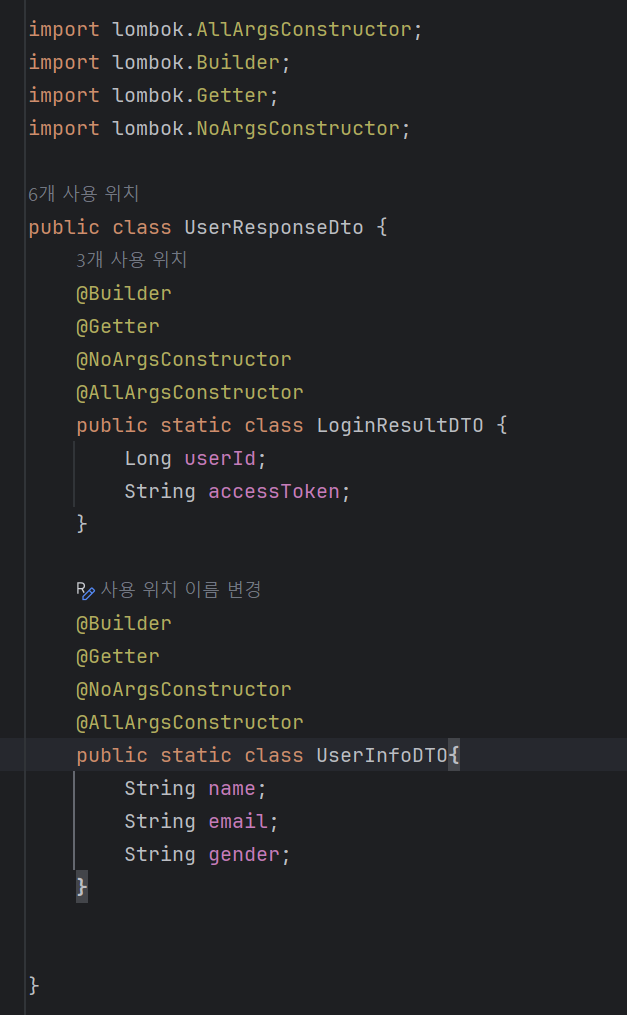 import lombok.AllArgsConstructor;
import lombok.Builder;
import lombok.Getter;
import lombok.NoArgsConstructor;
6개 사용 위치
public class UserResponseDto {
3개 사용 위치
@Builder
@Getter
@NoArgsConstructor
@AllArgsConstructor
public static class LoginResultDTO {
Long userId;
String accessToken;
}
R 사용 위치 이름 변경
@Builder
@Getter
@NoArgsConstructor
@AllArgsConstructor
public static class UserInfoDTO{
String name;
String email;
String gender;
}
}